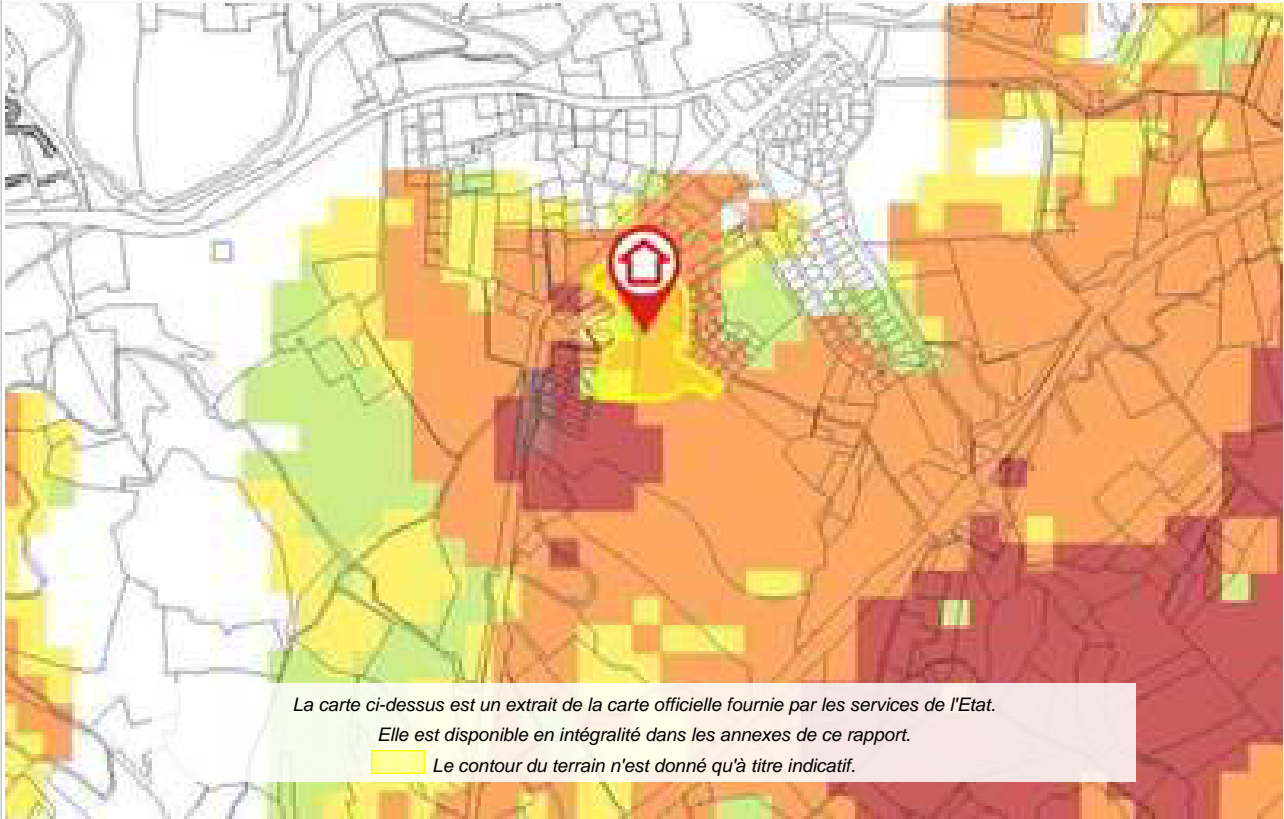 La carte ci-dessus est un extrait de la carte officielle fournie par les services de l'Etat.
Elle est disponible en intégralité dans les annexes de ce rapport.
Le contour du terrain n'est donné qu'à titre indicatif.